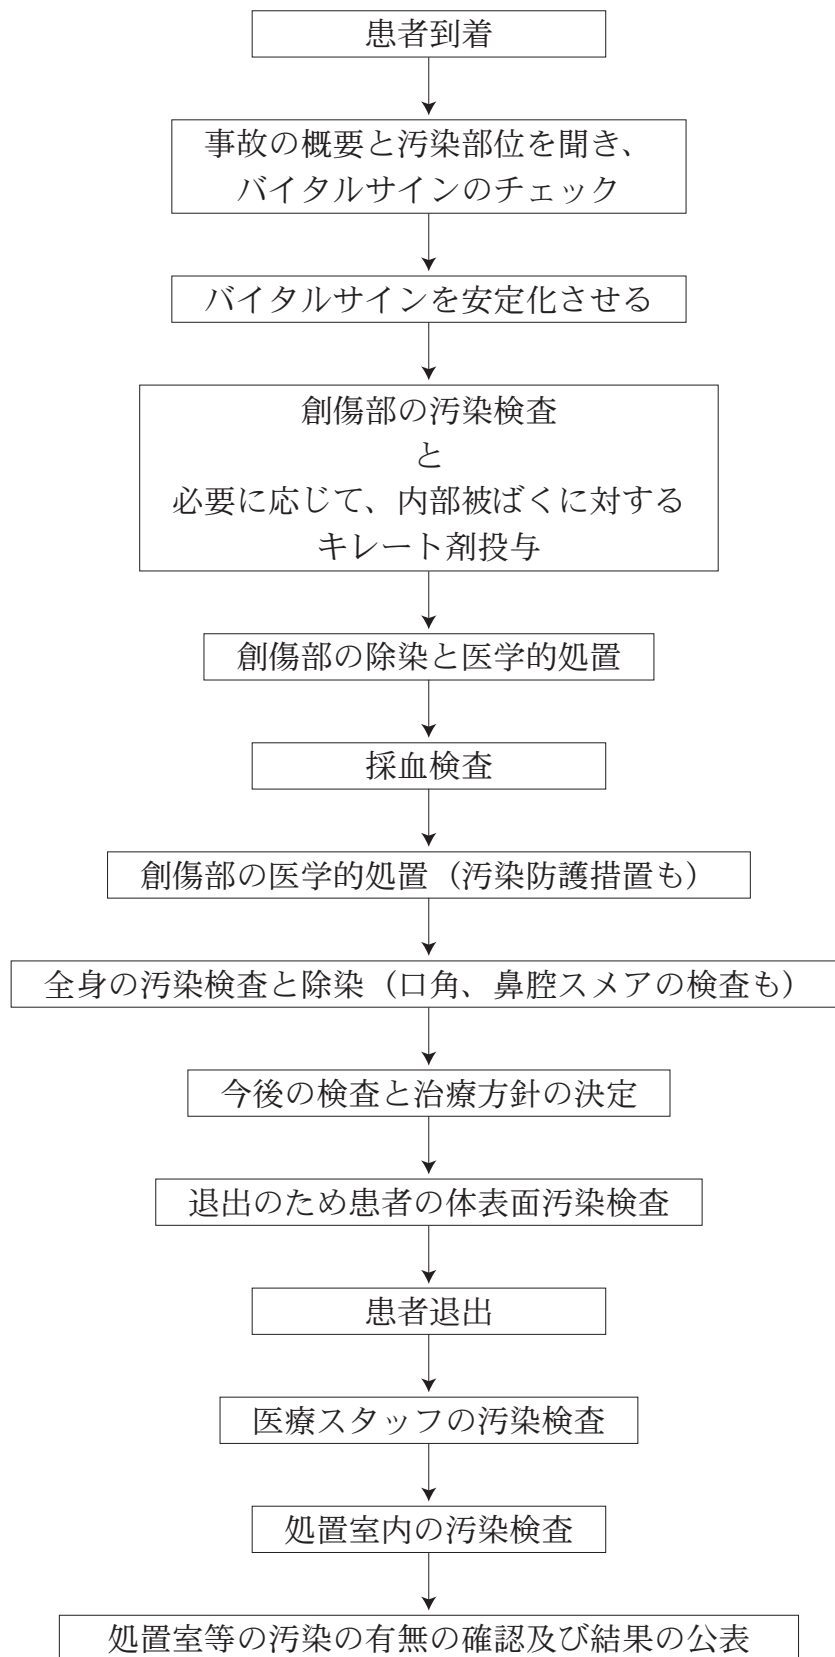 患者到着
事故の概要と汚染部位を聞き、
バイタルサインのチェック
バイタルサインを安定化させる
創傷部の汚染検査
と
必要に応じて、内部被ばくに対する
キレート剤投与
創傷部の除染と医学的処置
採血検査
創傷部の医学的処置（汚染防護措置も）
全身の汚染検査と除染（口角、鼻腔スメアの検査も）
今後の検査と治療方針の決定
退出のため患者の体表面汚染検査
患者退出
医療スタッフの汚染検査
処置室内の汚染検査
処置室等の汚染の有無の確認及び結果の公表